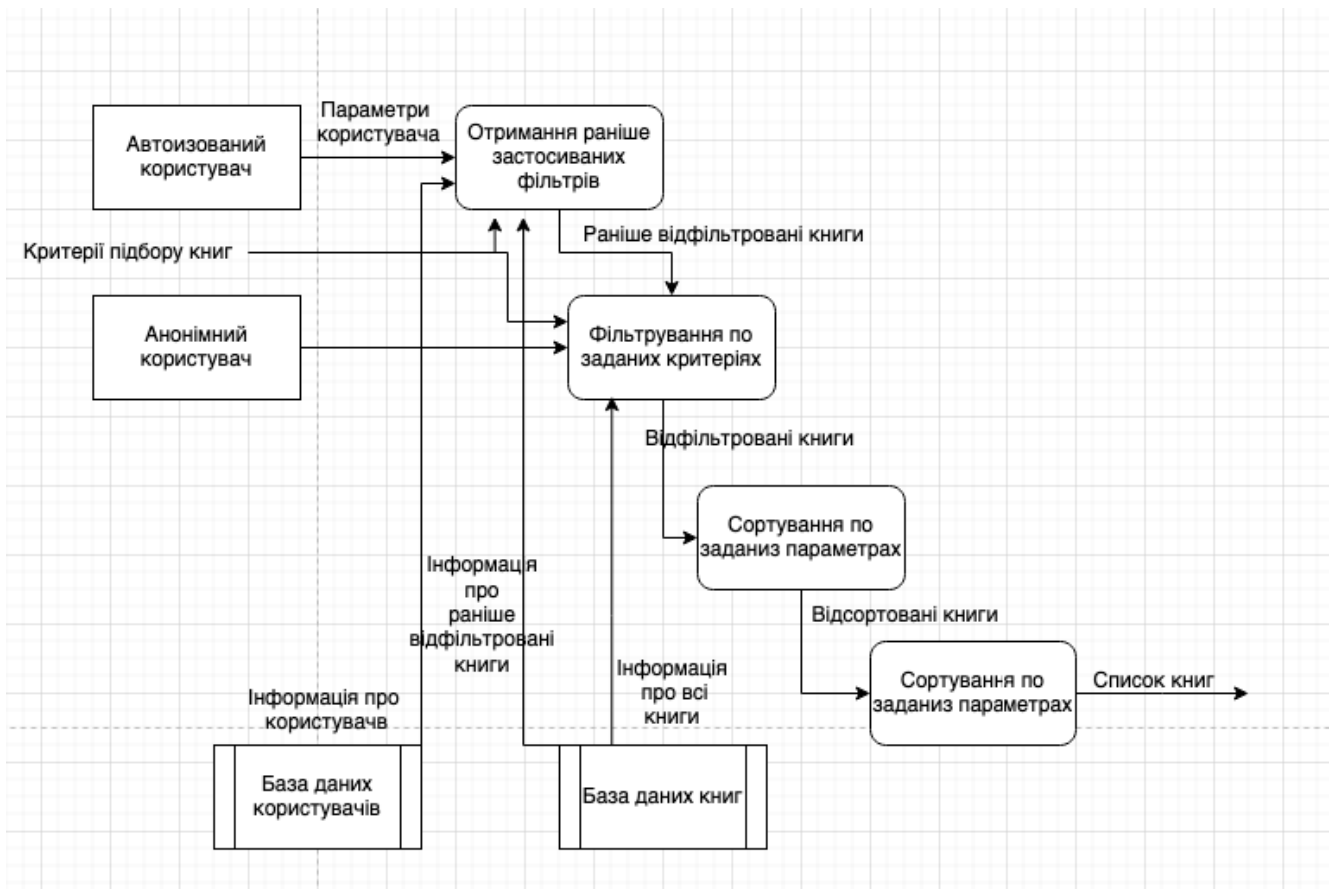 Параметри
користувача
Автоизований
користувач
Отримання раніше
застосиваних
фільтрів
Критерії підбору книг
Раніше відфільтровані книги
Анонімний
користувач
Фільтрування по
заданих критеріях
Відфільтровані книги
Сортування по
заданиз параметрах
Інформація
про
раніше
відфільтровані
книги
Відсортовані книги
Інформація
про всі
книги
Сортування по
заданиз параметрах
Список книг
Інформація про
користувачв
База даних
користувачів
База даних книг